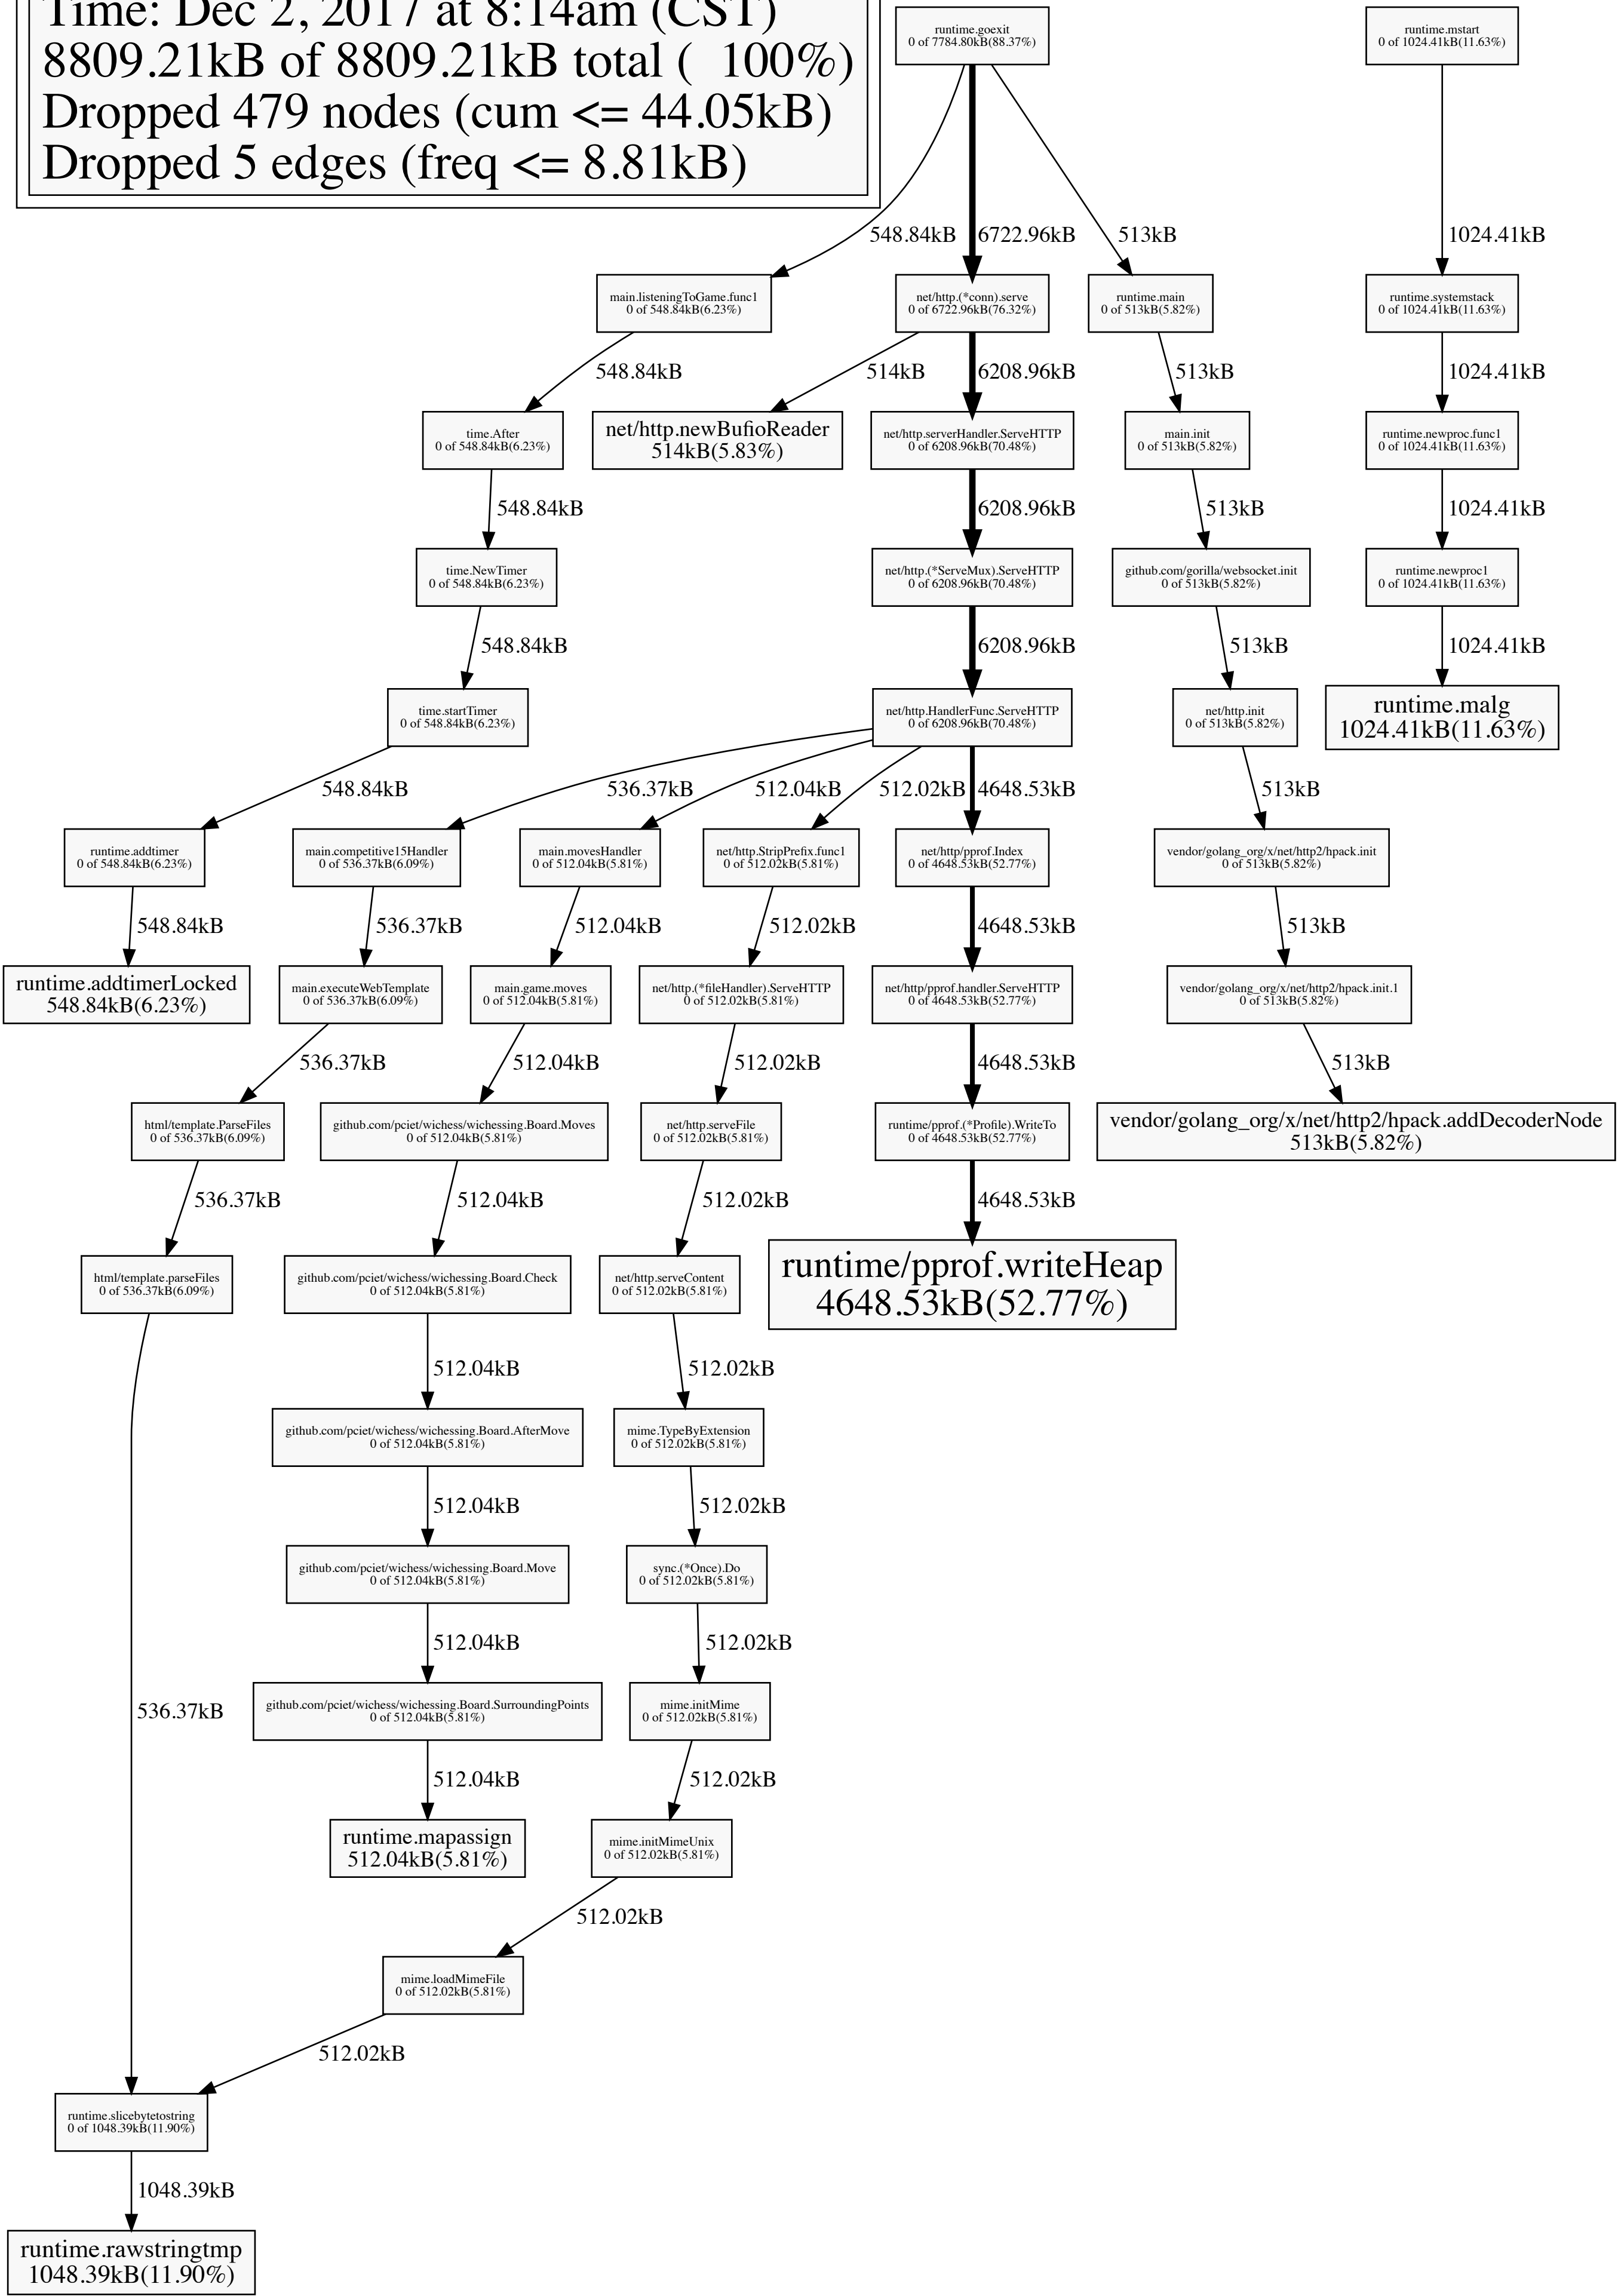 Time: Dec 2, 2017 at 8:14am (CST)
8809.21kB of 8809.21kB total ( 100%)
Dropped 479 nodes (cum <= 44.05kB)
Dropped 5 edges (freq <= 8.81kB)
runtime.goexit
0 of 7784.80kB(88.37%)
runtime.mstart
0 of 1024.41kB(11.63%)
548.84kB
6722.96kB
513kB
1024.41kB
main.listeningToGame.func1
0 of 548.84kB(6.23%)
net/http.(*conn).serve
0 of 6722.96kB(76.32%)
runtime.main
0 of 513kB(5.82%)
runtime.systemstack
0 of 1024.41kB(11.63%)
548.84kB
514kB
6208.96kB
513kB
1024.41kB
time.After
0 of 548.84kB(6.23%)
net/http.newBufioReader
514kB(5.83%)
net/http.serverHandler.ServeHTTP
0 of 6208.96kB(70.48%)
main.init
0 of 513kB(5.82%)
runtime.newproc.func1
0 of 1024.41kB(11.63%)
548.84kB
6208.96kB
513kB
1024.41kB
time.NewTimer
0 of 548.84kB(6.23%)
net/http.(*ServeMux).ServeHTTP
0 of 6208.96kB(70.48%)
github.com/gorilla/websocket.init
0 of 513kB(5.82%)
runtime.newproc1
0 of 1024.41kB(11.63%)
548.84kB
6208.96kB
513kB
1024.41kB
time.startTimer
0 of 548.84kB(6.23%)
net/http.HandlerFunc.ServeHTTP
0 of 6208.96kB(70.48%)
net/http.init
0 of 513kB(5.82%)
runtime.malg
1024.41kB(11.63%)
548.84kB
536.37kB
512.04kB
512.02kB
4648.53kB
513kB
runtime.addtimer
0 of 548.84kB(6.23%)
main.competitive15Handler
0 of 536.37kB(6.09%)
main.movesHandler
0 of 512.04kB(5.81%)
net/http.StripPrefix.func1
0 of 512.02kB(5.81%)
net/http/pprof.Index
0 of 4648.53kB(52.77%)
vendor/golang_org/x/net/http2/hpack.init
0 of 513kB(5.82%)
548.84kB
536.37kB
512.04kB
512.02kB
4648.53kB
513kB
runtime.addtimerLocked
548.84kB(6.23%)
main.executeWebTemplate
0 of 536.37kB(6.09%)
main.game.moves
0 of 512.04kB(5.81%)
net/http.(*fileHandler).ServeHTTP
0 of 512.02kB(5.81%)
net/http/pprof.handler.ServeHTTP
0 of 4648.53kB(52.77%)
vendor/golang_org/x/net/http2/hpack.init.1
0 of 513kB(5.82%)
536.37kB
512.04kB
512.02kB
4648.53kB
513kB
html/template.ParseFiles
0 of 536.37kB(6.09%)
github.com/pciet/wichess/wichessing.Board.Moves
0 of 512.04kB(5.81%)
net/http.serveFile
0 of 512.02kB(5.81%)
runtime/pprof.(*Profile).WriteTo
0 of 4648.53kB(52.77%)
vendor/golang_org/x/net/http2/hpack.addDecoderNode
513kB(5.82%)
536.37kB
512.04kB
512.02kB
4648.53kB
html/template.parseFiles
0 of 536.37kB(6.09%)
github.com/pciet/wichess/wichessing.Board.Check
0 of 512.04kB(5.81%)
net/http.serveContent
0 of 512.02kB(5.81%)
runtime/pprof.writeHeap
4648.53kB(52.77%)
512.04kB
512.02kB
github.com/pciet/wichess/wichessing.Board.AfterMove
0 of 512.04kB(5.81%)
mime.TypeByExtension
0 of 512.02kB(5.81%)
512.04kB
512.02kB
github.com/pciet/wichess/wichessing.Board.Move
0 of 512.04kB(5.81%)
sync.(*Once).Do
0 of 512.02kB(5.81%)
512.04kB
512.02kB
github.com/pciet/wichess/wichessing.Board.SurroundingPoints
0 of 512.04kB(5.81%)
mime.initMime
0 of 512.02kB(5.81%)
536.37kB
512.04kB
512.02kB
runtime.mapassign
512.04kB(5.81%)
mime.initMimeUnix
0 of 512.02kB(5.81%)
512.02kB
mime.loadMimeFile
0 of 512.02kB(5.81%)
512.02kB
runtime.slicebytetostring
0 of 1048.39kB(11.90%)
1048.39kB
runtime.rawstringtmp
1048.39kB(11.90%)